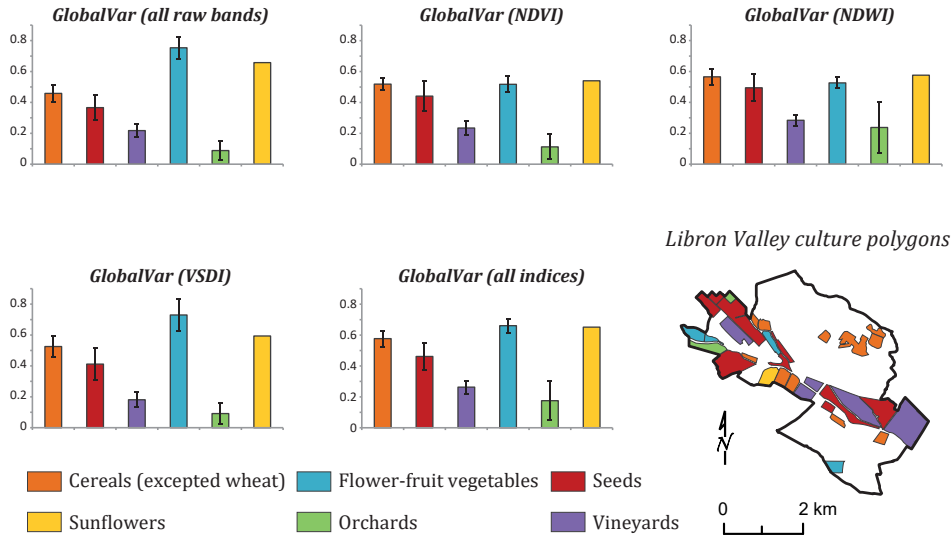 GlobalVar (all raw bands)
GlobalVar (NDVI)
GlobalVar (NDWI)
0.8
0.6
0.4
0.2
0
0.8
0.6
0.4
0.2
0
0.8
0.6
0.4
0.2
0
GlobalVar (VSDI)
GlobalVar (all indices)
Libron Valley culture polygons
0.8
0.6
0.4
0.2
0
0.8
0.6
0.4
0.2
0
N
0 2 km
Cereals (excepted wheat)
Flower-fruit vegetables
Seeds
Sunflowers
Orchards
Vineyards